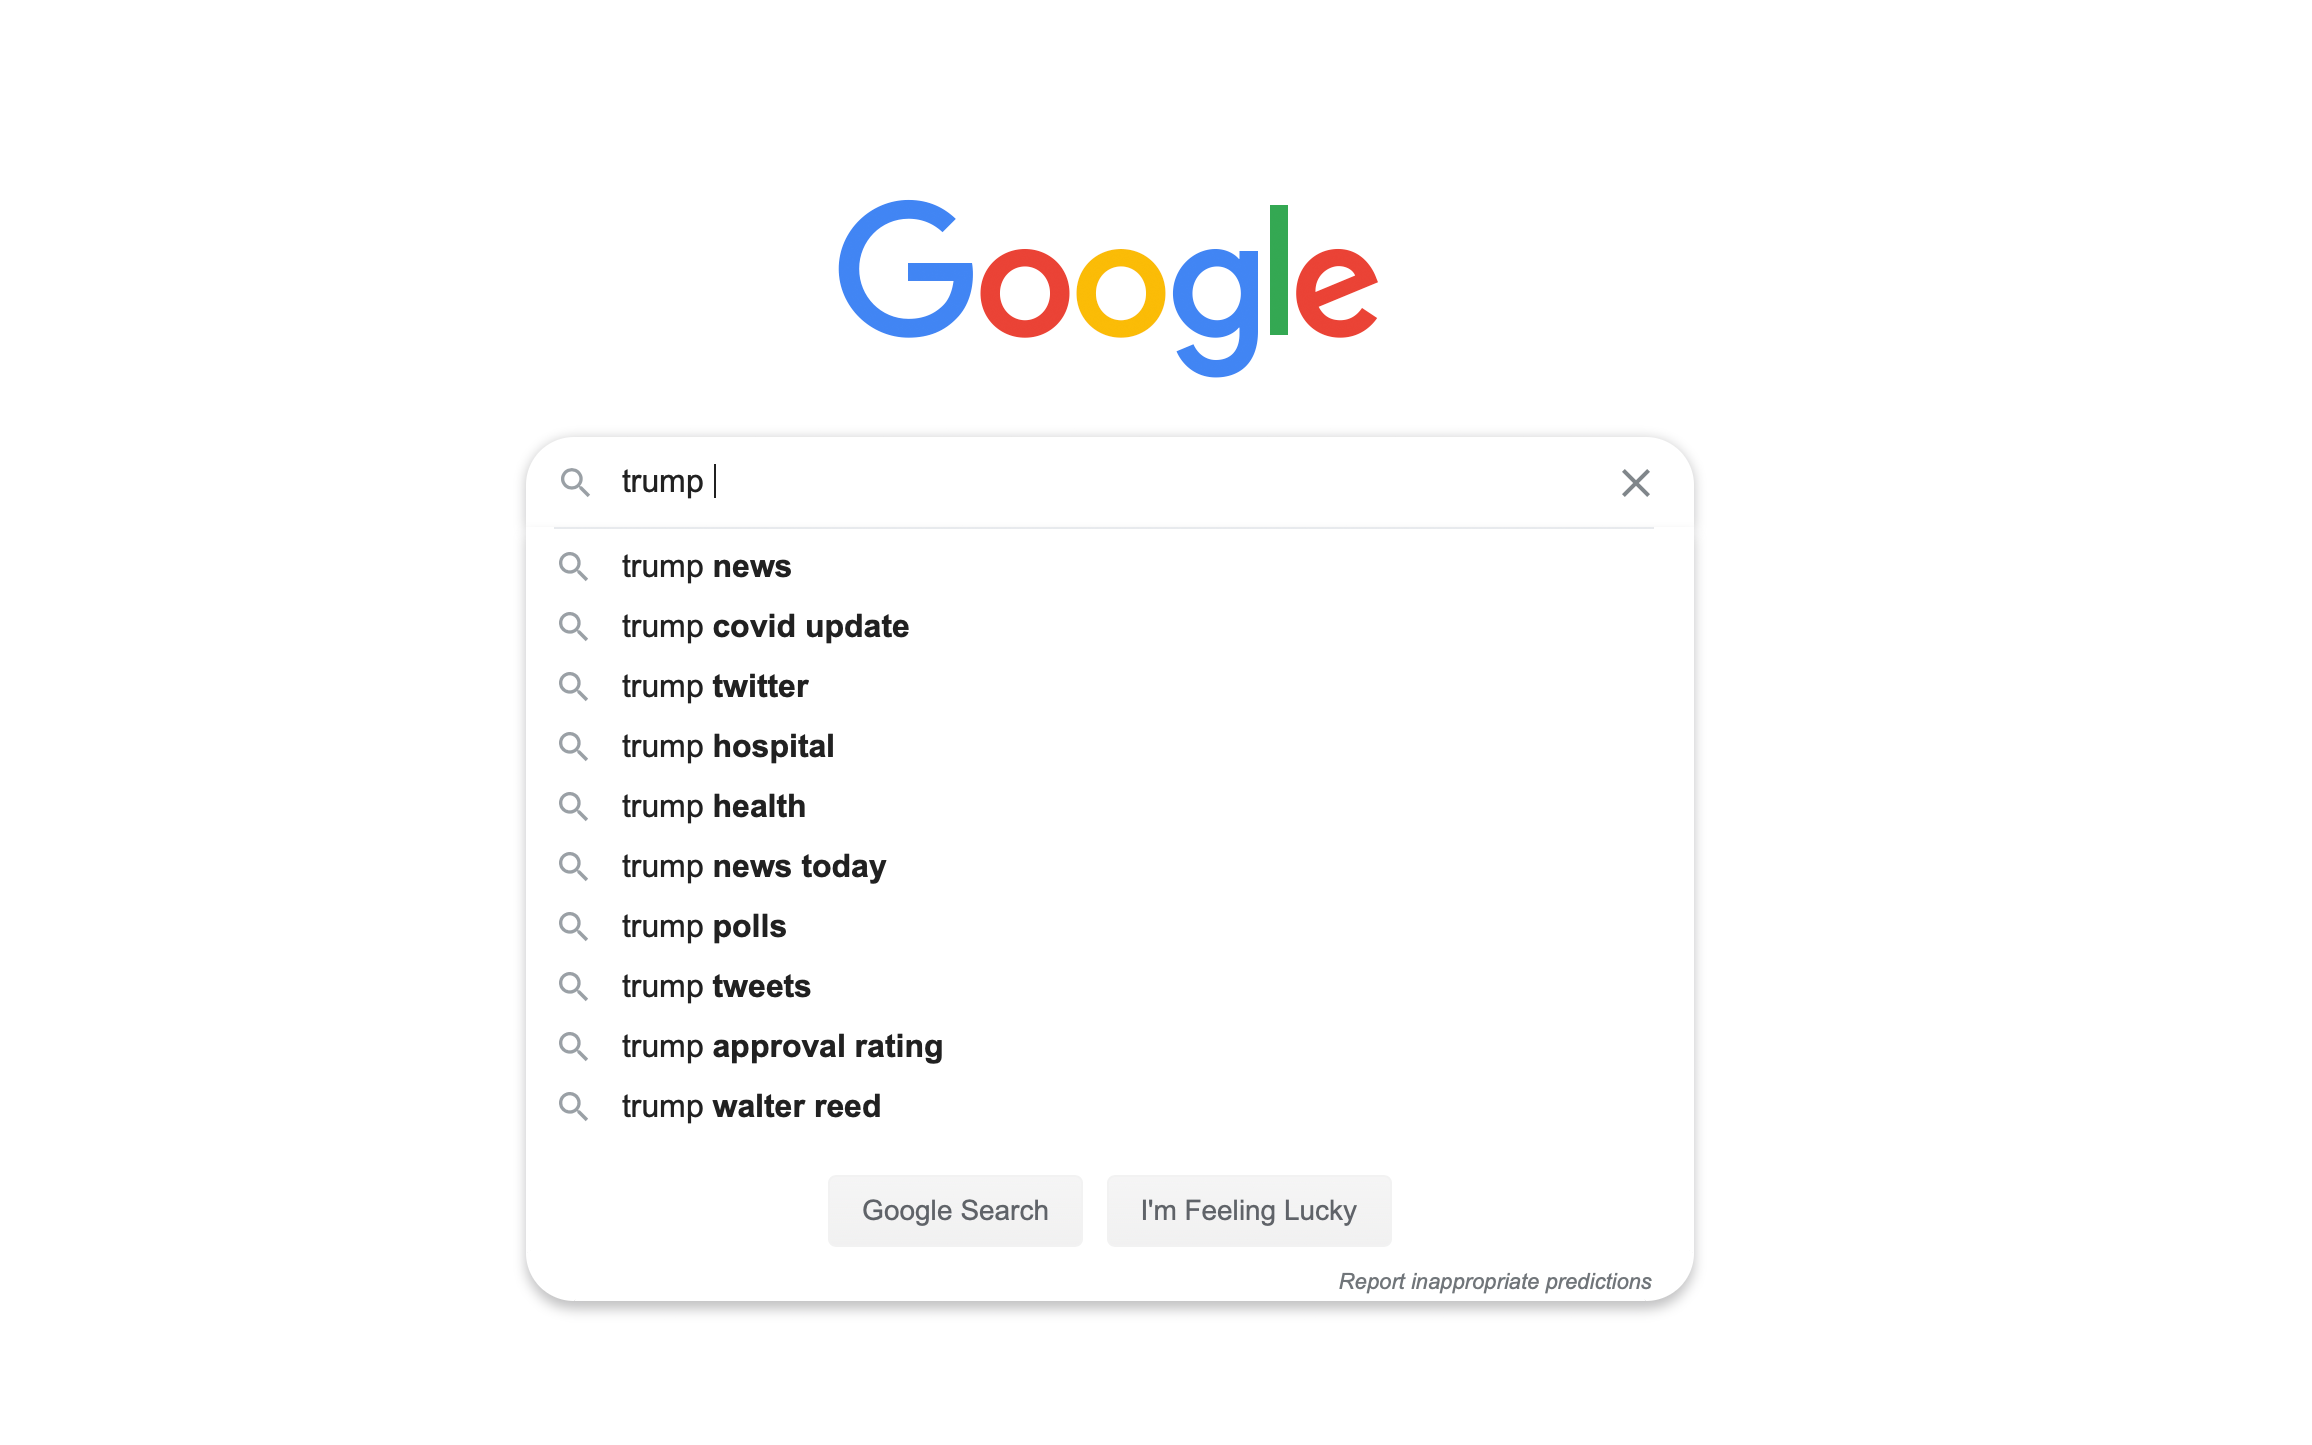 Google
trump
trump news
trump covid update
trump twitter
trump hospital
trump health
trump news today
trump polls
trump tweets
trump approval rating
trump walter reed
Google Search
I'm Feeling Lucky
Report inappropriate predictions